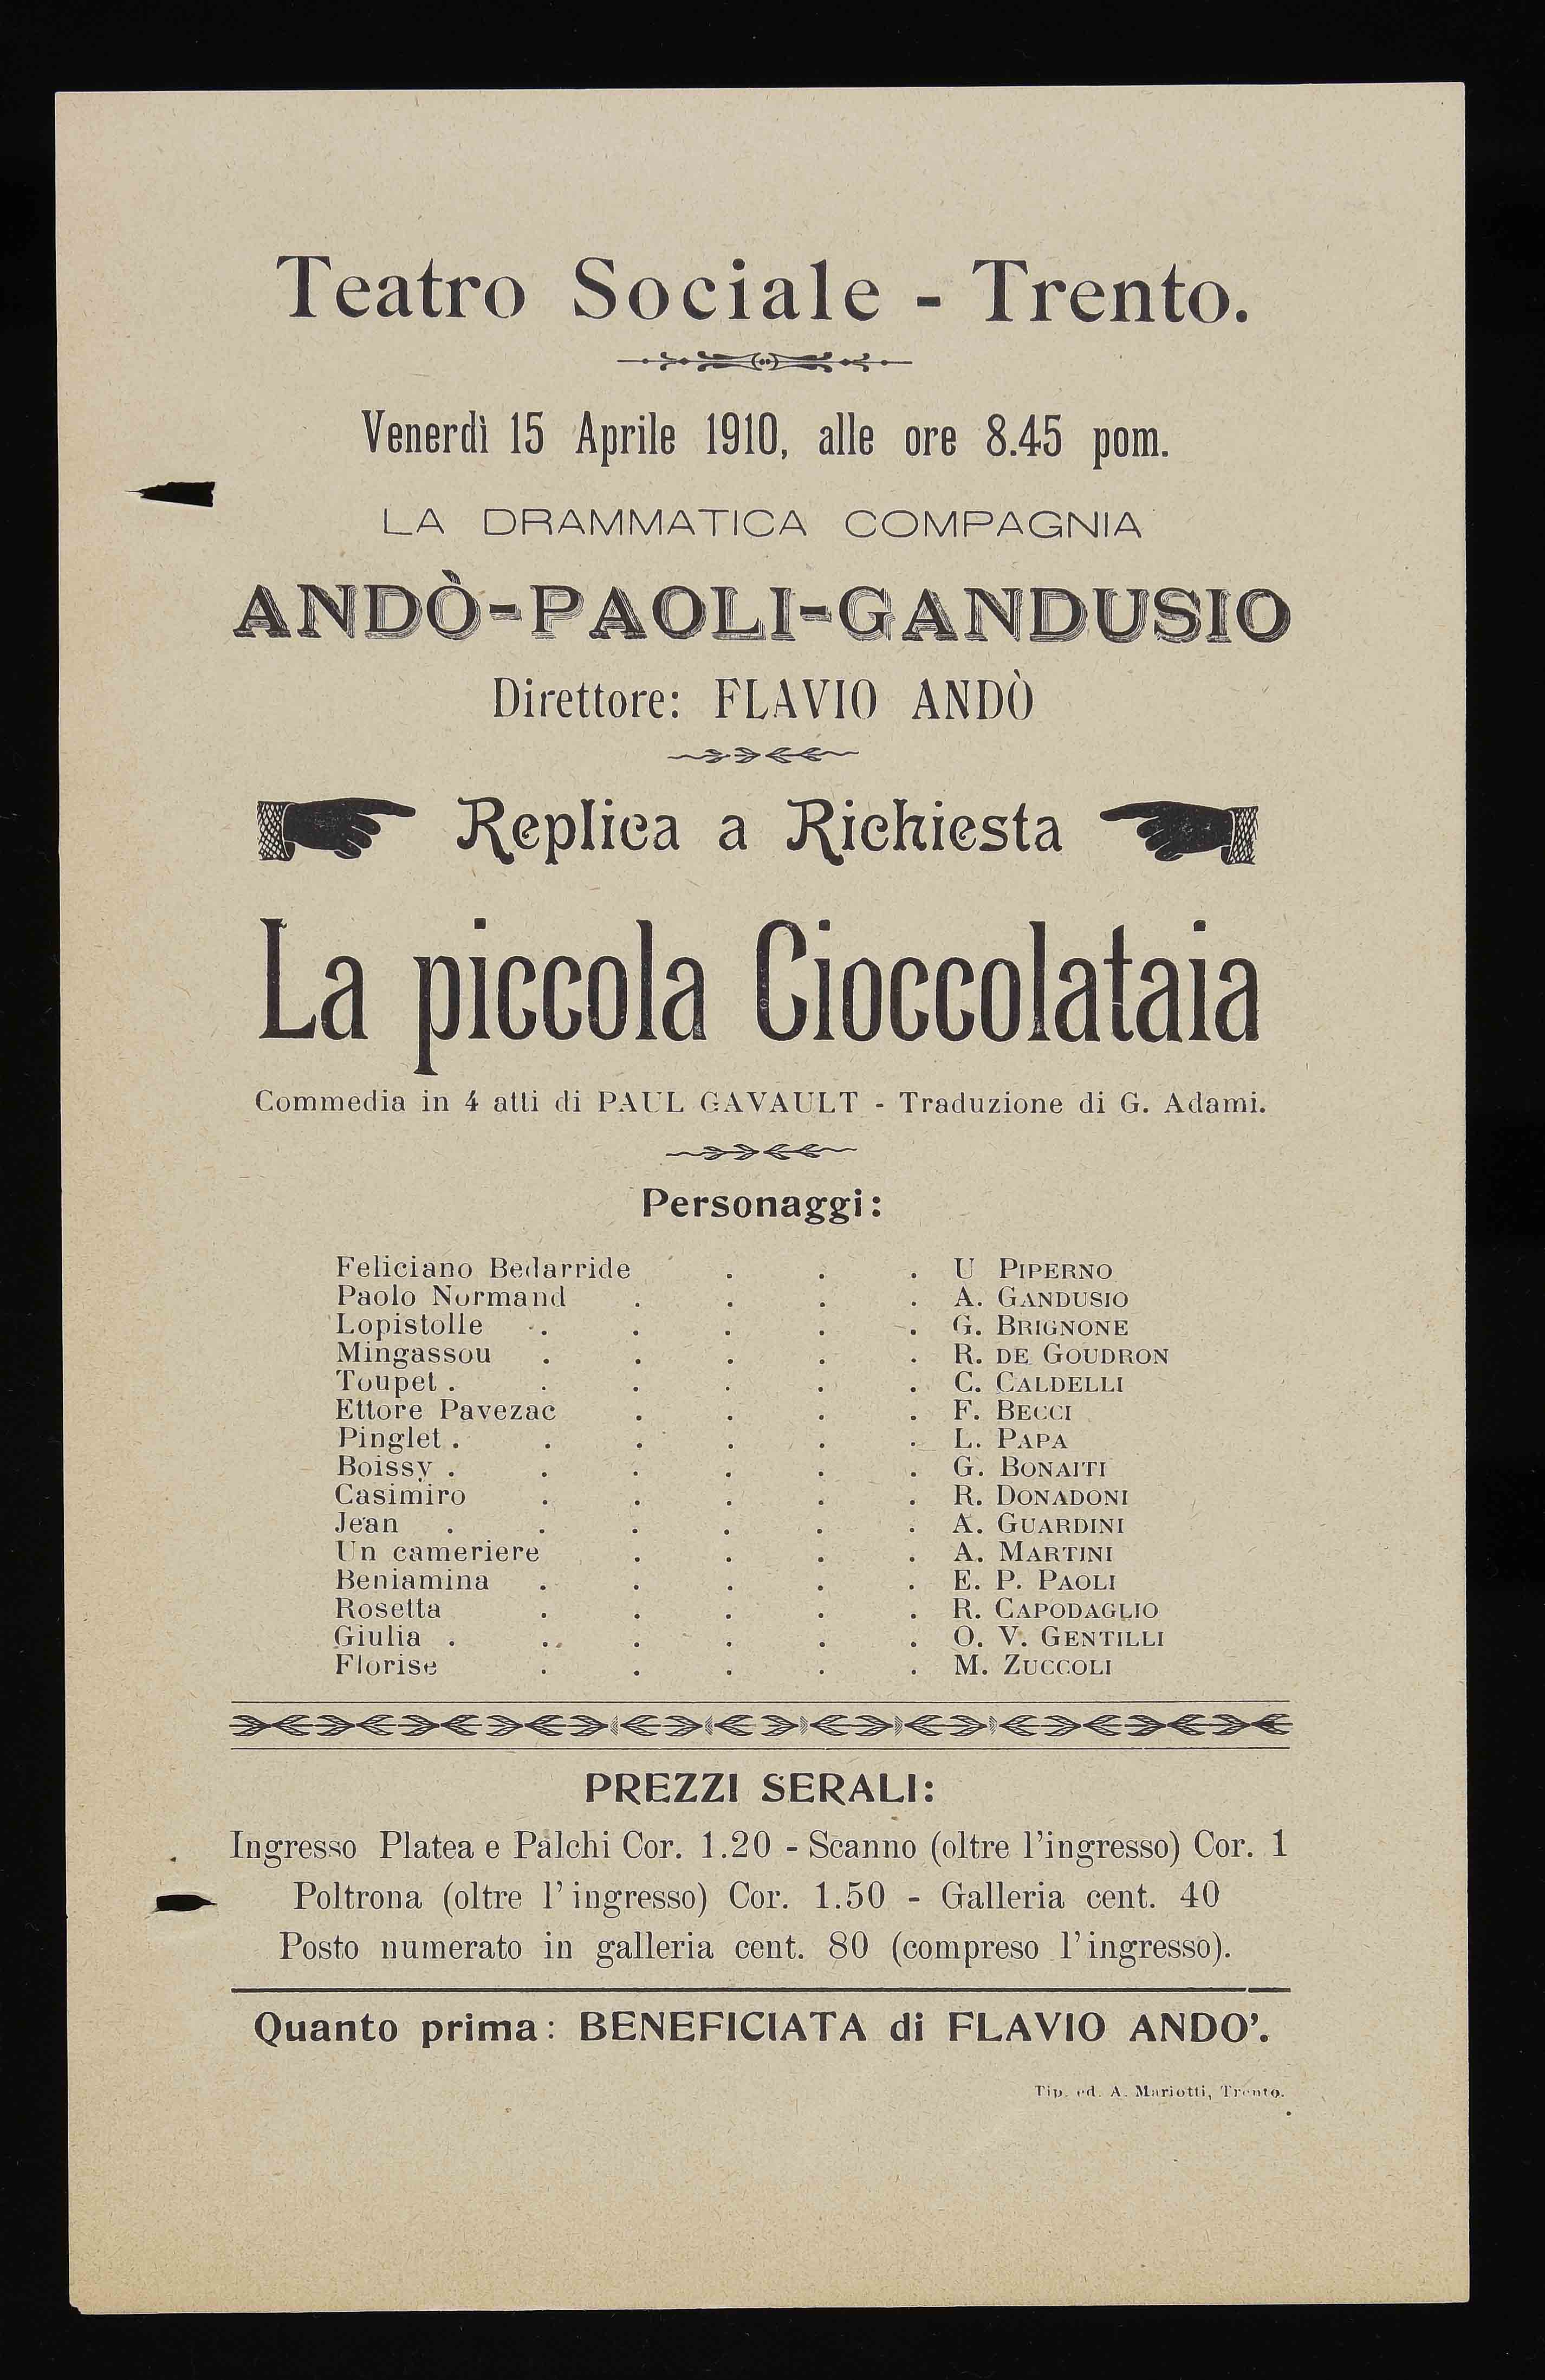 Teatro Sociale - Trento.
Venerdì 15 Aprile 1910, alle ore 8.45 pom.
LA DRAMMATICA COMPAGNIA
ANDÒ-PAOLI-GANDUSIO
Direttore: FLAVIO ANDÒ
Replica a Richiesta
La piccola Cioccolataia
Commedia in 4 atti di PAUL GAVAULT - Traduzione di G. Adami.
Personaggi:
Feliciano Bedarride . . . U PIPERNO
Paolo Normand . . . . A. GANDUSIO
Lopistolle . . . . . G. BRIGNONE
Mingassou . . . . . R. DE GOUDRON
Toupet . . . . . . C. CALDELLI
Ettore Pavezac . . . . F. BECCI
Pinglet . . . . . . L. PAPA
Boissy . . . . . . G. BONAITI
Casimiro . . . . . R. DONADONI
Jean . . . . . . A. GUARDINI
Un cameriere . . . . A. MARTINI
Beniamina . . . . . E. P. PAOLI
Rosetta . . . . . R. CAPODAGLIO
Giulia . . . . . . O. V. GENTILLI
Florise . . . . . M. ZUCCOLI
PREZZI SERALI:
Ingresso Platea e Palchi Cor. 1.20 - Scanno (oltre l'ingresso) Cor. 1
Poltrona (oltre l'ingresso) Cor. 1.50 - Galleria cent. 40
Posto numerato in galleria cent. 80 (compreso l'ingresso).
Quanto prima: BENEFICIATA di FLAVIO ANDO'.
Tip. ed. A. Mariotti, Trento.